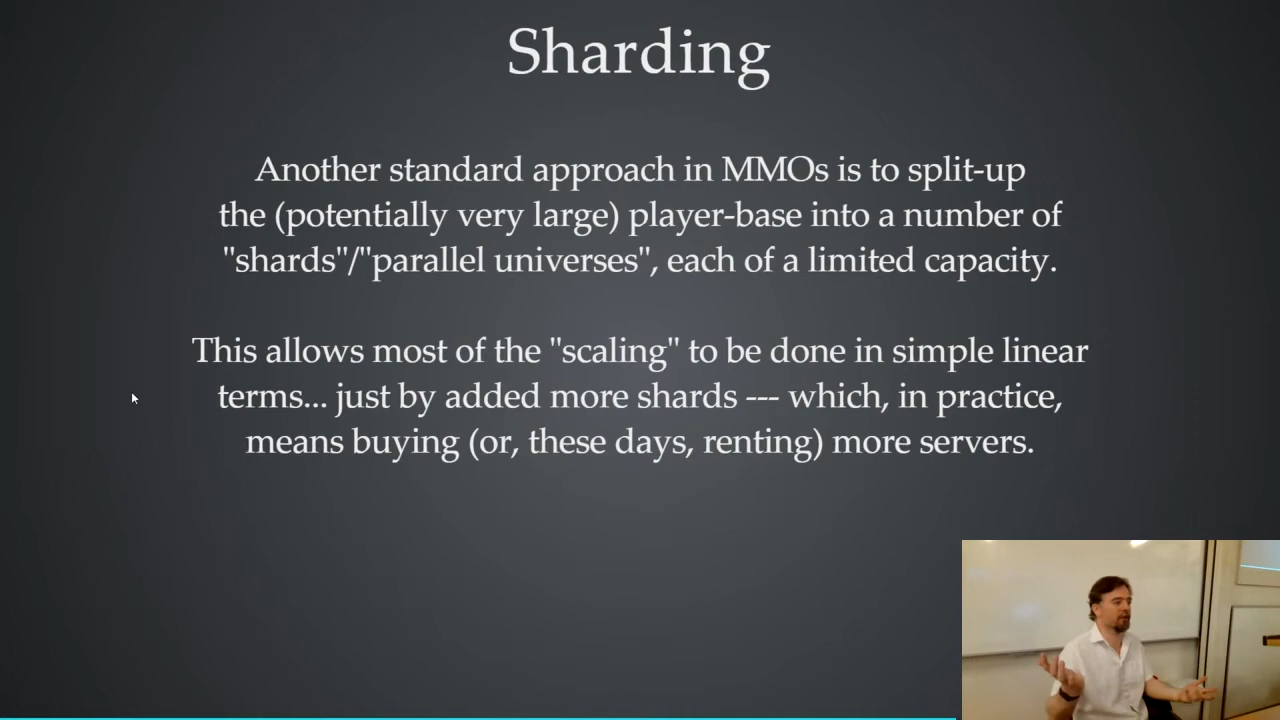 Sharding
Another standard approach in MMOs is to split-up
the (potentially very large) player-base into a number of
"shards"/"parallel universes", each of a limited capacity.
This allows most of the "scaling" to be done in simple linear
terms... just by added more shards --- which, in practice,
means buying (or, these days, renting) more servers.